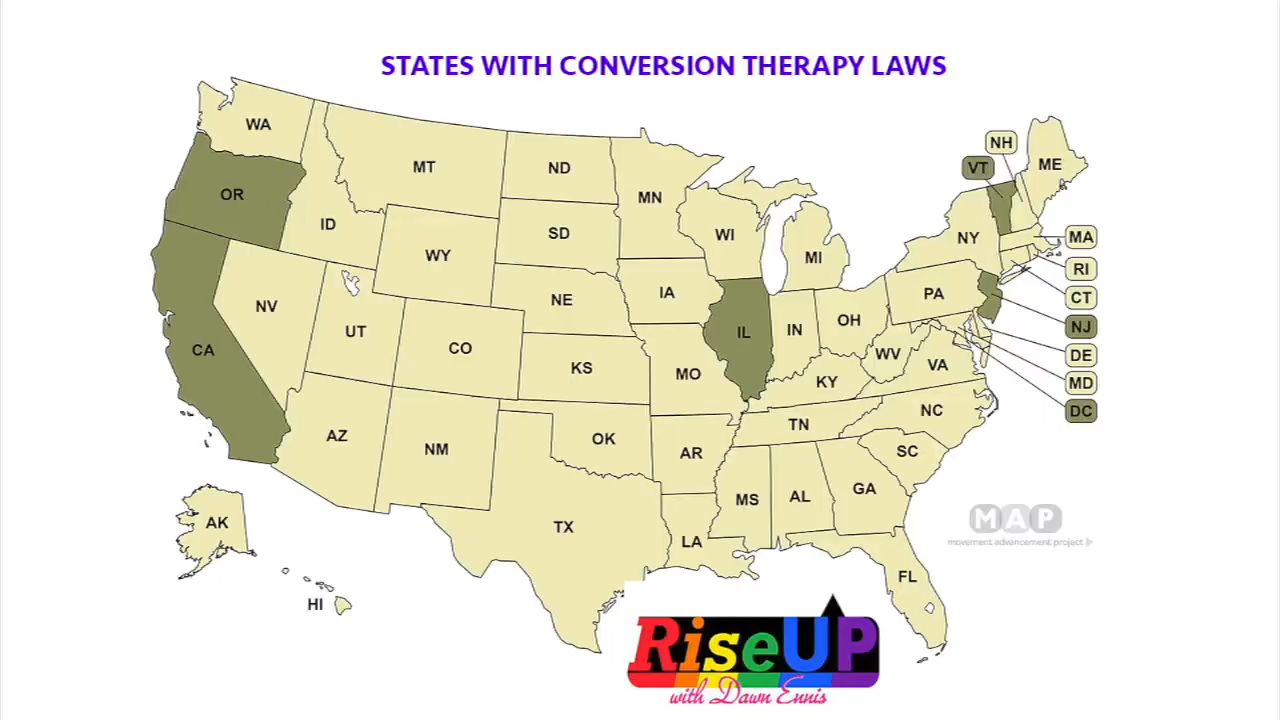 STATES WITH CONVERSION THERAPY LAWS
WA
MT
ND
MN
NH
VT
ME
OR
ID
SD
WI
MI
NY
MA
WY
RI
NV
NE
IA
PA
CT
UT
CO
IL
IN
OH
NJ
CA
KS
MO
WV
VA
DE
KY
MD
AZ
NM
OK
TN
NC
DC
AR
SC
MS
AL
GA
AK
TX
LA
MAP
movement advancement project
HI
FL
RiseUP
with Dawn Ennis